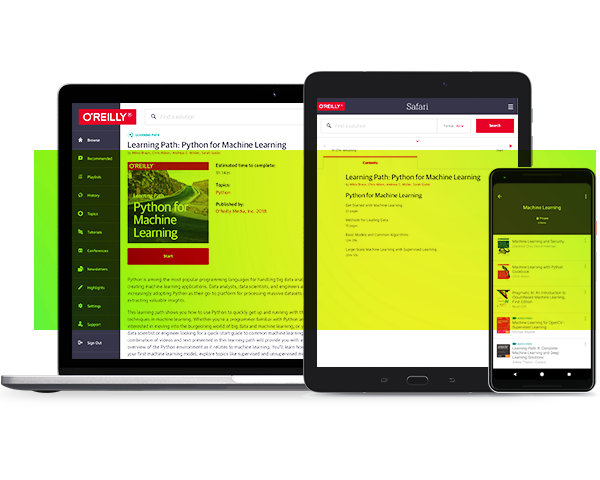 O'REILLY®
Find a Solution
Browse
Recommended
Playlists
History
Topics
Tutorials
Conferences
Newsletters
Highlights
Settings
Support
Sign Out
LEARNING PATH
Learning Path: Python for Machine Learning
O'REILLY®
Learning Path
Python for
Machine
Learning
Start
Estimated time to complete:
Topics:
Python
Published by:
O'Reilly Media, Inc. 2018
Python is among the most popular programming languages for handling big data anal
creating machine learning applications. Data analysts, data scientists, and engineers a
increasingly adopting Python as their go-to platform for processing massive datasets
extracting valuable insights.
This learning path shows you how to use Python to quickly get up and running with th
techniques in machine learning. Whether you're a programmer familiar with Python an
interested in moving into the burgeoning world of big data and machine learning, or yo
data scientist or engineer looking for a quick-start guide to common machine learning
combination of videos and text presented in this learning path will provide you with a
overview of the Python environment as it relates to machine learning. You'll learn how
your first machine learning model, explore topics like supervised and unsupervised m
O'REILLY®
Safari
Find a Solution
Search
Contents
Learning Path: Python for Machine Learning
Python for Machine Learning
Get Started with Machine Learning
Methods for Loading Data
Basic Models and Common Algorithms
Large Scale Machine Learning with Supervised Learning
Machine Learning
Private
Machine Learning and Security
Machine Learning with Python
Cookbook
Pragmatic AI: An Introduction to
Cloud-Based Machine Learning,
First Edition
Machine Learning for OpenCV:
Supervised Learning
Learning Path: A Complete
Machine Learning and Deep
Learning Solutions